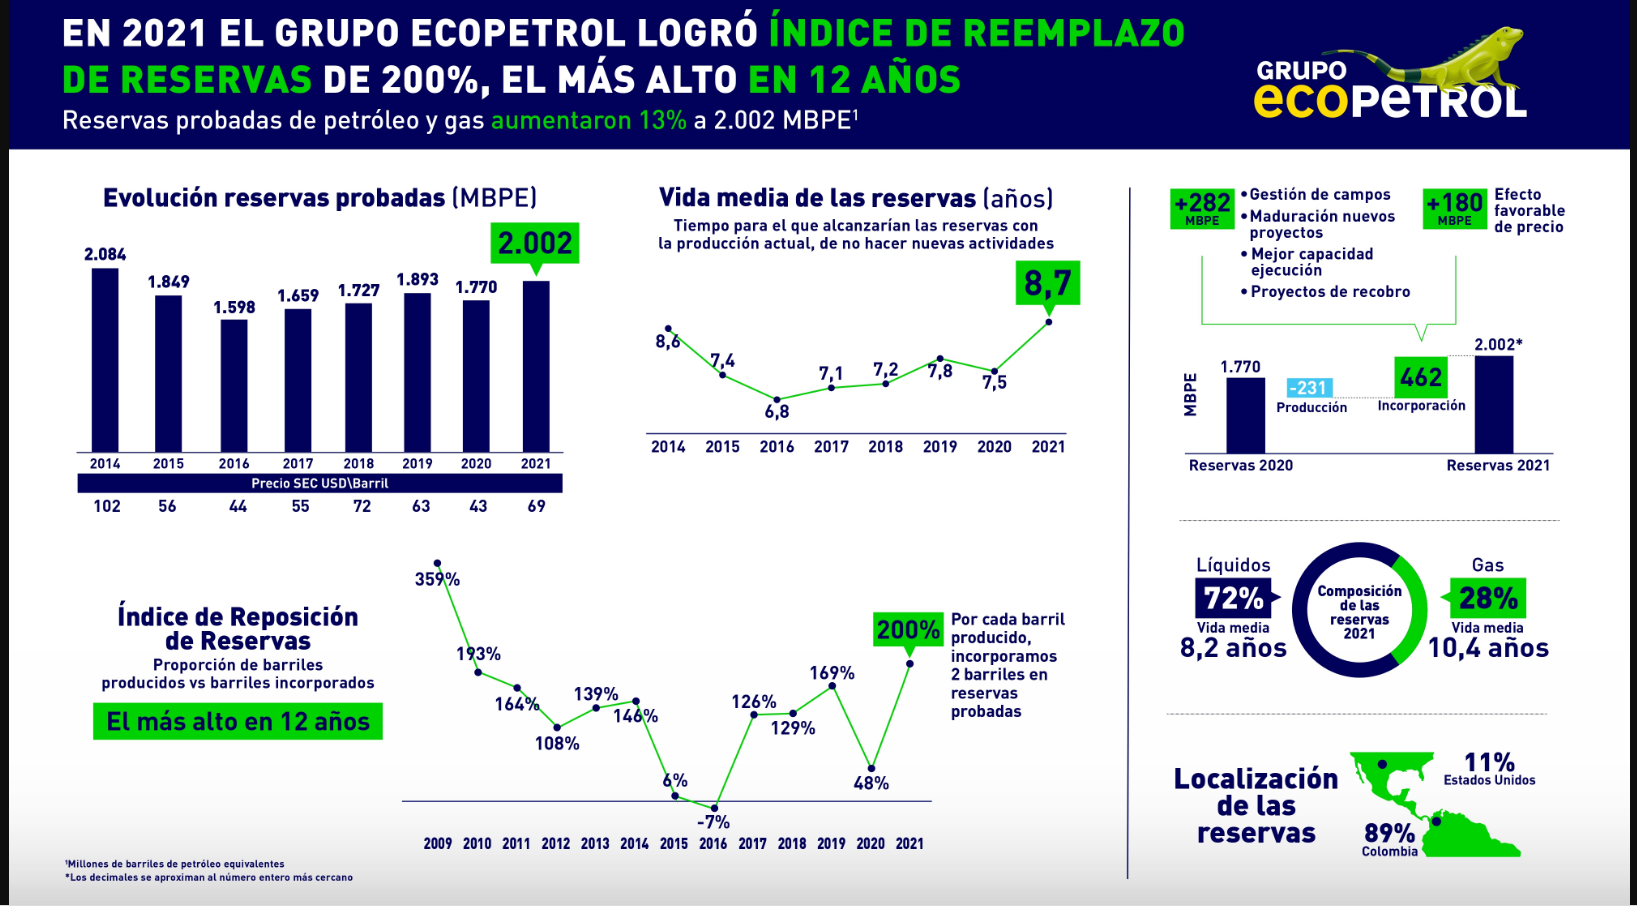 EN 2021 EL GRUPO ECOPETROL LOGRÓ ÍNDICE DE REEMPLAZO
DE RESERVAS DE 200%, EL MÁS ALTO EN 12 AÑOS
Reservas probadas de petróleo y gas aumentaron 13% a 2.002 MBPE¹
GRUPO
ecopetrol
Evolución reservas probadas (MBPE)
2.084
1.849
1.598
1.659
1.727
1.893
1.770
2.002
2014 2015 2016 2017 2018 2019 2020 2021
Precio SEC USD\Barril
102 56 44 55 72 63 43 69
Vida media de las reservas (años)
Tiempo para el que alcanzarían las reservas con
la producción actual, de no hacer nuevas actividades
8,6
7,4
6,8
7,1
7,2
7,8
7,5
8,7
2014 2015 2016 2017 2018 2019 2020 2021
Índice de Reposición
de Reservas
Proporción de barriles
producidos vs barriles incorporados
El más alto en 12 años
359%
193%
164%
108%
139%
146%
6%
-7%
126%
129%
169%
48%
200%
2009 2010 2011 2012 2013 2014 2015 2016 2017 2018 2019 2020 2021
Por cada barril
producido,
incorporamos
2 barriles en
reservas
probadas
¹Millones de barriles de petróleo equivalentes
*Los decimales se aproximan al número entero más cercano
+282
MBPE
•Gestión de campos
•Maduración nuevos
proyectos
•Mejor capacidad
ejecución
•Proyectos de recobro
+180
MBPE
Efecto
favorable
de precio
MBPE
1.770
-231
Producción
462
Incorporación
2.002*
Reservas 2020
Reservas 2021
Líquidos
72%
Vida media
8,2 años
Composición
de las
reservas
2021
Gas
28%
Vida media
10,4 años
Localización
de las
reservas
11%
Estados Unidos
89%
Colombia